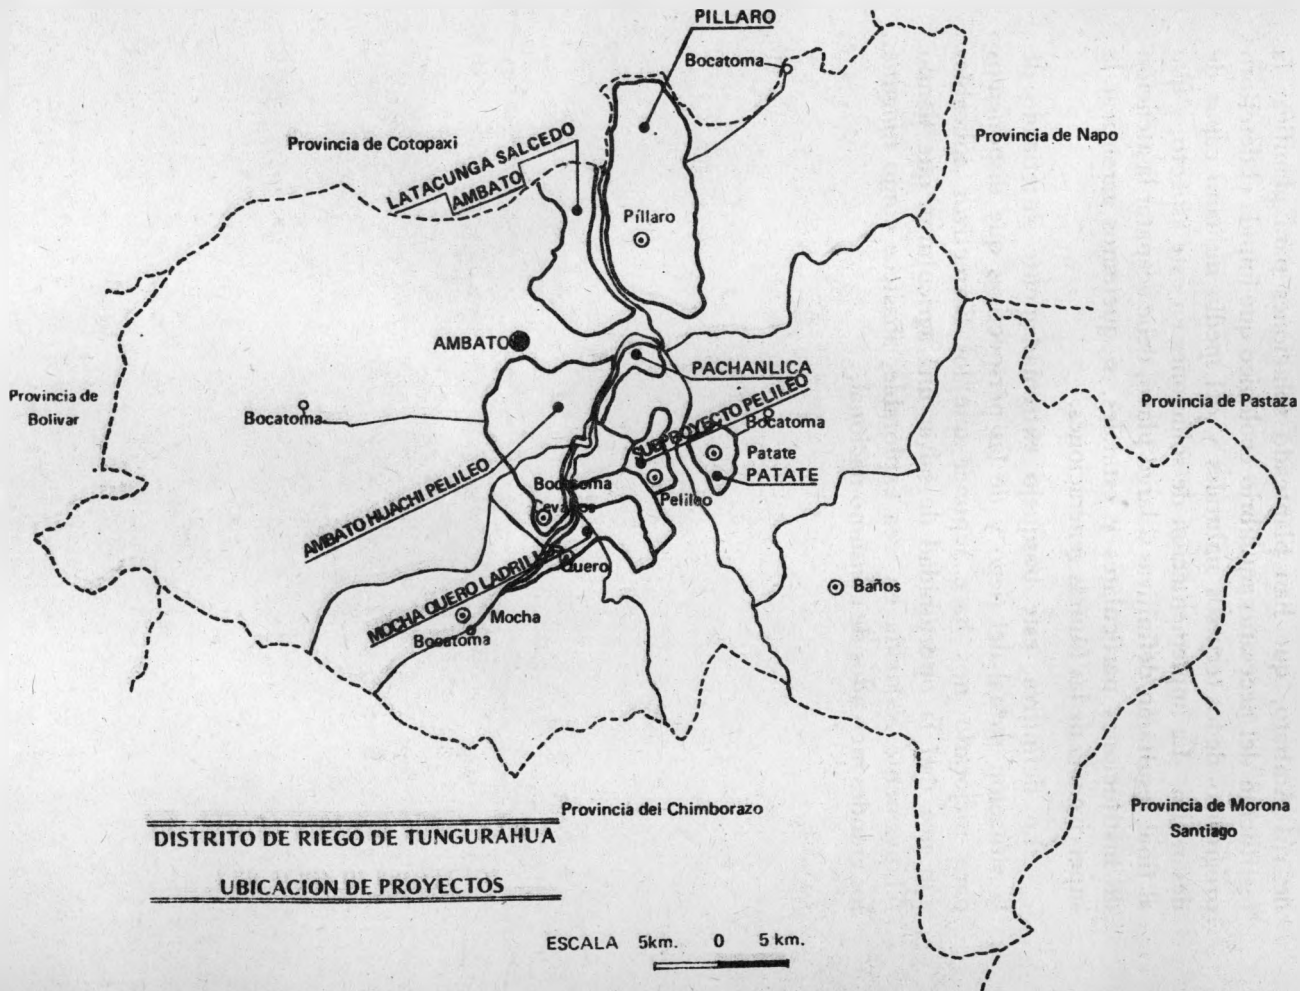 PILLARO
Bocatoma
Provincia de Cotopaxi
Provincia de Napo
LATACUNGA SALCEDO
AMBATO
Píllaro
AMBATO
PACHANLICA
Provincia de
Bolivar
Bocatoma
SUBPROYECTO PELILEO
Bocatoma
Provincia de Pastaza
Patate
PATATE
AMBATO HUACHI PELILEO
Bocatoma
Cevallos
Pelileo
MOCHA QUERO LADRILLO
Quero
Baños
Mocha
Bocatoma
Provincia del Chimborazo
Provincia de Morona
Santiago
DISTRITO DE RIEGO DE TUNGURAHUA
UBICACION DE PROYECTOS
ESCALA 5km. 0 5 km.